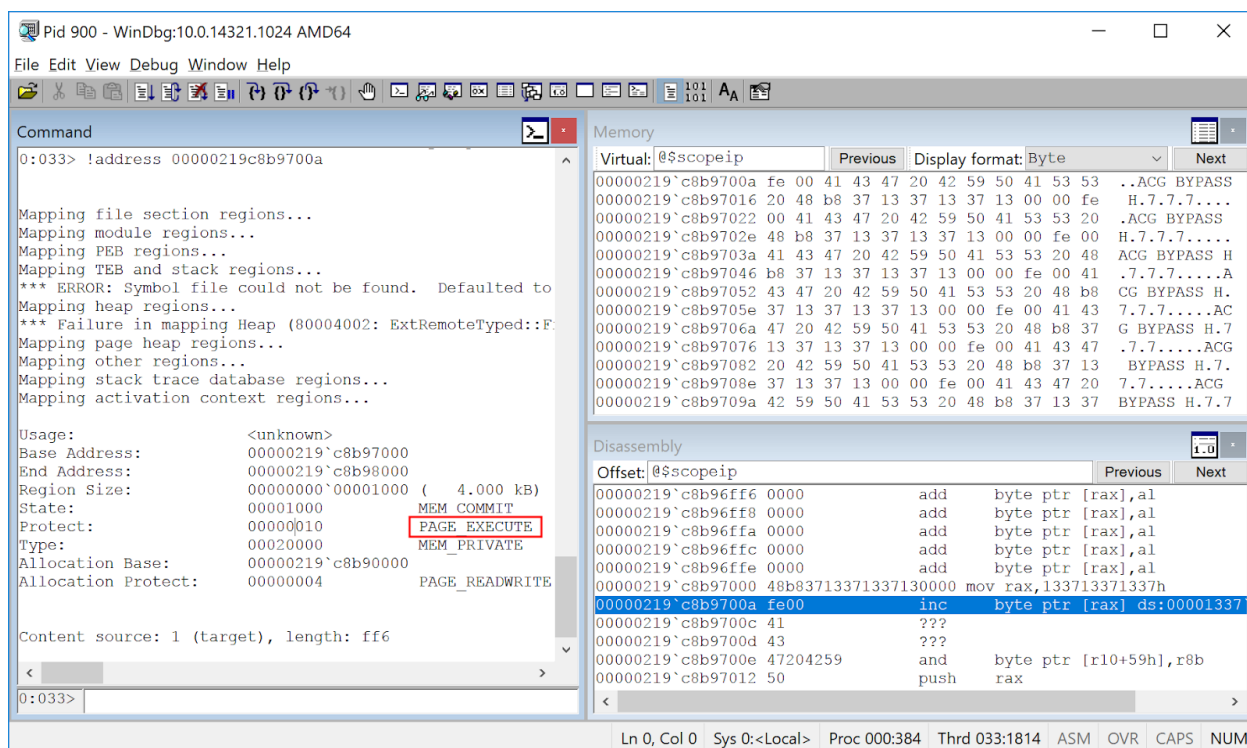 Pid 900 - WinDbg:10.0.14321.1024 AMD64
File Edit View Debug Window Help
Command
0:033> !address 00000219c8b9700a
Mapping file section regions...
Mapping module regions...
Mapping PEB regions...
Mapping TEB and stack regions...
*** ERROR: Symbol file could not be found.  Defaulted to
Mapping heap regions...
*** Failure in mapping Heap (80004002: ExtRemoteTyped::F
Mapping page heap regions...
Mapping other regions...
Mapping stack trace database regions...
Mapping activation context regions...
Usage: <unknown>
Base Address: 00000219`c8b97000
End Address: 00000219`c8b98000
Region Size: 00000000`00001000 ( 4.000 kB)
State: 00001000 MEM_COMMIT
Protect: 00000010 PAGE_EXECUTE
Type: 00020000 MEM_PRIVATE
Allocation Base: 00000219`c8b90000
Allocation Protect: 00000004 PAGE_READWRITE
Content source: 1 (target), length: ff6
0:033>
Memory
Virtual: @$scopeip Previous Display format: Byte Next
00000219`c8b9700a fe 00 41 43 47 20 42 59 50 41 53 53 ..ACG BYPASS
00000219`c8b97016 20 48 b8 37 13 37 13 37 13 00 00 fe  H.7.7.7....
00000219`c8b97022 00 41 43 47 20 42 59 50 41 53 53 20 .ACG BYPASS
00000219`c8b9702e 48 b8 37 13 37 13 37 13 00 00 fe 00 H.7.7.7.....
00000219`c8b9703a 41 43 47 20 42 59 50 41 53 53 20 48 ACG BYPASS H
00000219`c8b97046 b8 37 13 37 13 37 13 00 00 fe 00 41 .7.7.7.....A
00000219`c8b97052 43 47 20 42 59 50 41 53 53 20 48 b8 CG BYPASS H.
00000219`c8b9705e 37 13 37 13 37 13 00 00 fe 00 41 43 7.7.7.....AC
00000219`c8b9706a 47 20 42 59 50 41 53 53 20 48 b8 37 G BYPASS H.7
00000219`c8b97076 13 37 13 37 13 00 00 fe 00 41 43 47 .7.7.....ACG
00000219`c8b97082 20 42 59 50 41 53 53 20 48 b8 37 13  BYPASS H.7.
00000219`c8b9708e 37 13 37 13 00 00 fe 00 41 43 47 20 7.7.....ACG
00000219`c8b9709a 42 59 50 41 53 53 20 48 b8 37 13 37 BYPASS H.7.7
Disassembly
Offset: @$scopeip Previous Next
00000219`c8b96ff6 0000 add byte ptr [rax],al
00000219`c8b96ff8 0000 add byte ptr [rax],al
00000219`c8b96ffa 0000 add byte ptr [rax],al
00000219`c8b96ffc 0000 add byte ptr [rax],al
00000219`c8b96ffe 0000 add byte ptr [rax],al
00000219`c8b97000 48b83713371337130000 mov rax,133713371337h
00000219`c8b9700a fe00 inc byte ptr [rax] ds:00001337
00000219`c8b9700c 41 ???
00000219`c8b9700d 43 ???
00000219`c8b9700e 47204259 and byte ptr [r10+59h],r8b
00000219`c8b97012 50 push rax
Ln 0, Col 0 Sys 0:<Local> Proc 000:384 Thrd 033:1814 ASM OVR CAPS NUM